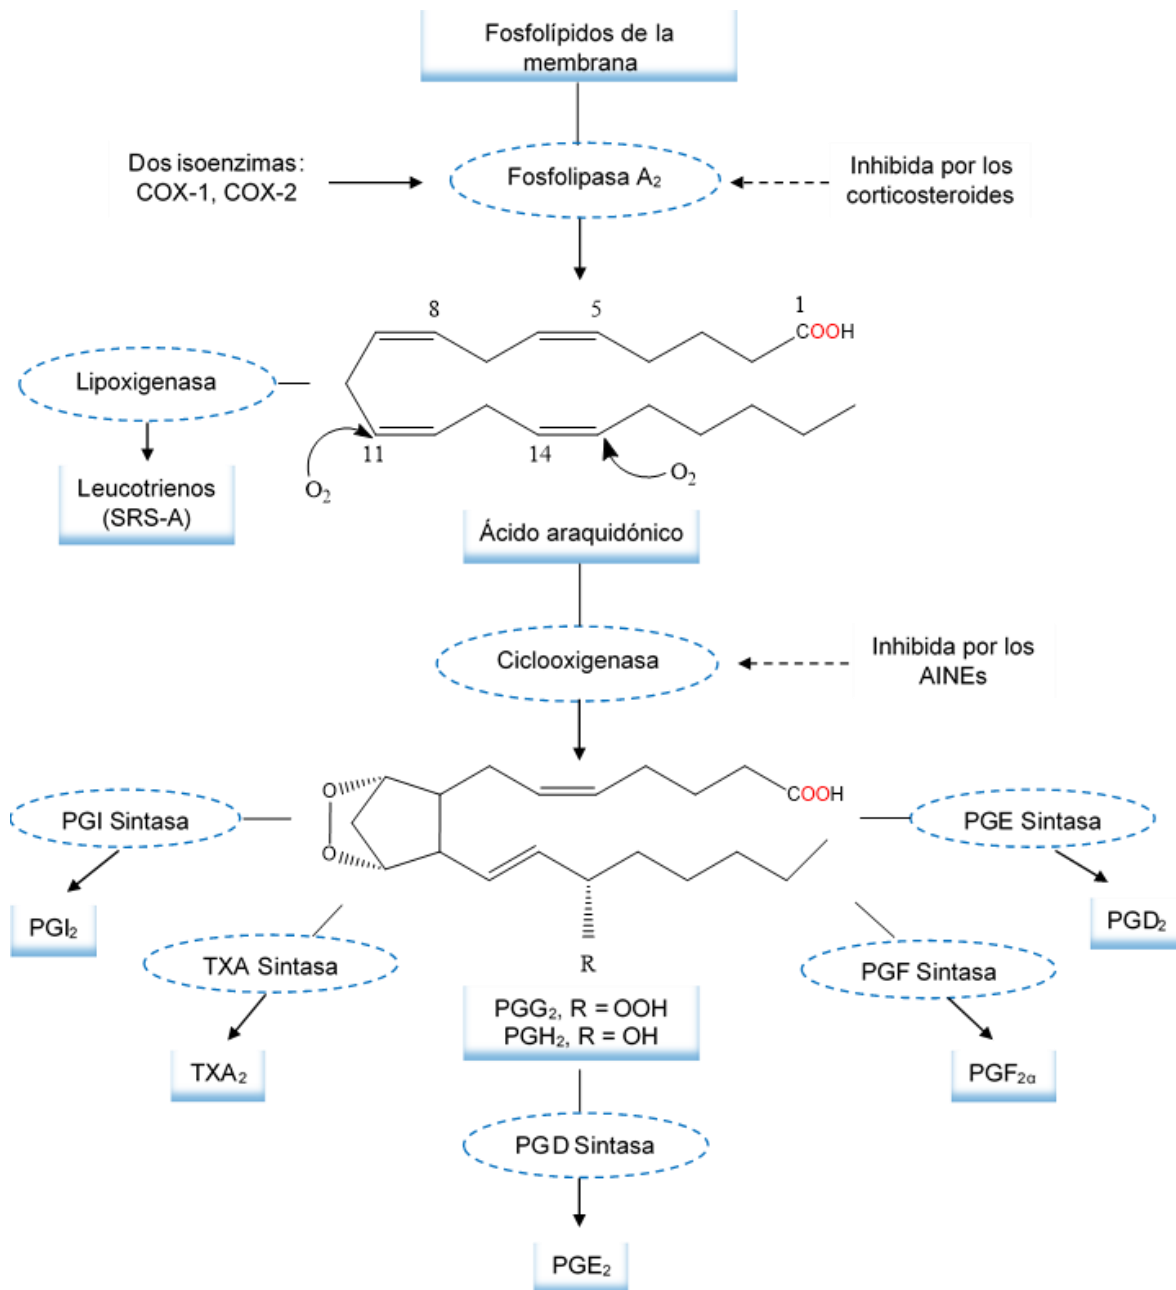 Fosfolípidos de la
membrana
Dos isoenzimas:
COX-1, COX-2
Fosfolipasa A₂
Inhibida por los
corticosteroides
8
5
1
COOH
Lipoxigenasa
11
14
O₂
O₂
Leucotrienos
(SRS-A)
Ácido araquidónico
Ciclooxigenasa
Inhibida por los
AINEs
O
O
COOH
PGI Sintasa
PGE Sintasa
PGI₂
PGD₂
TXA Sintasa
R
PGF Sintasa
PGG₂, R = OOH
PGH₂, R = OH
TXA₂
PGF₂α
PGD Sintasa
PGE₂